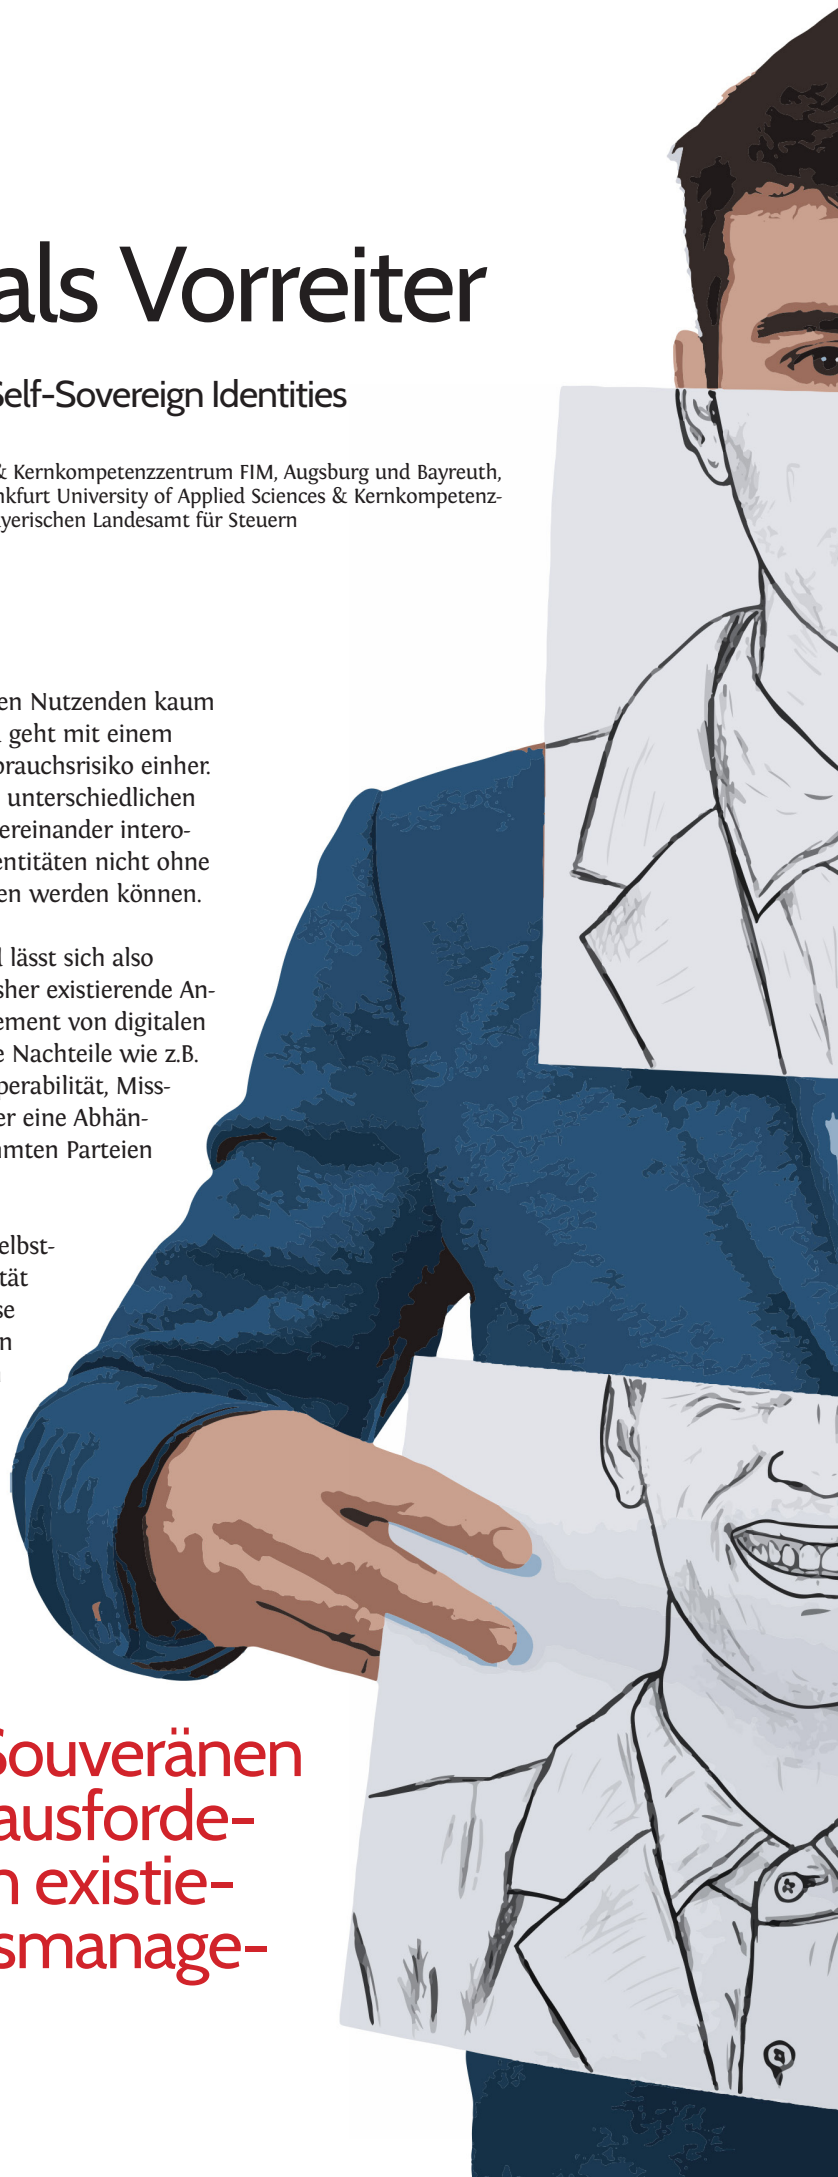 als Vorreiter
Self-Sovereign Identities
& Kernkompetenzzentrum FIM, Augsburg und Bayreuth,
nkfurt University of Applied Sciences & Kernkompetenz-
yerischen Landesamt für Steuern
en Nutzenden kaum
geht mit einem
brauchsrisiko einher.
unterschiedlichen
ereinander intero-
entitäten nicht ohne
en werden können.
lässt sich also
sher existierende An-
ement von digitalen
e Nachteile wie z.B.
perabilität, Miss-
er eine Abhän-
mmten Parteien
elbst-
tät
se
n
Souveränen
ausforde-
n existie-
smanage-